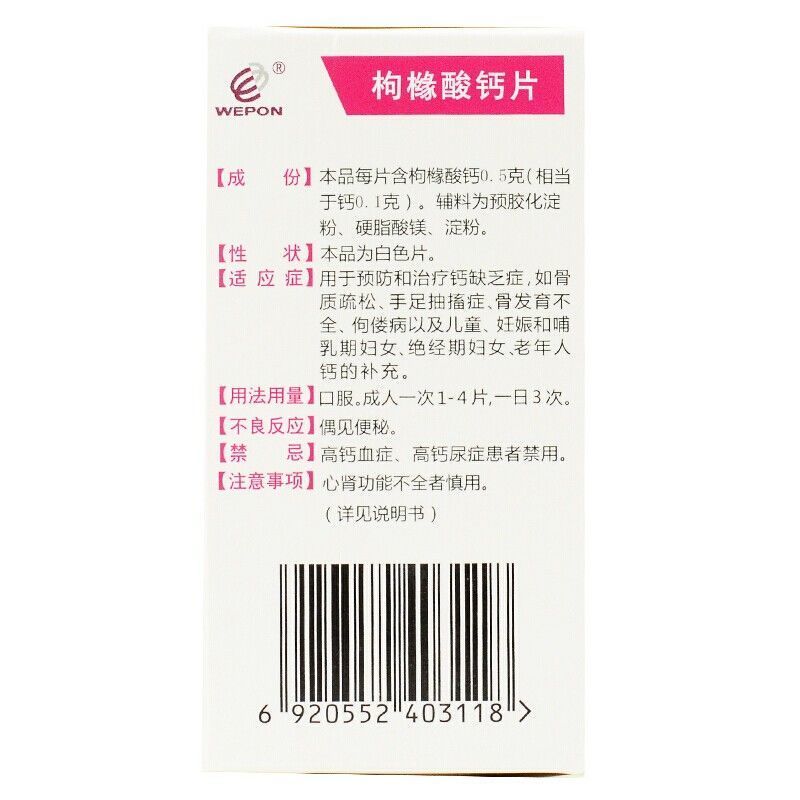 ®
WEPON
枸橼酸钙片
【成 份】本品每片含枸橼酸钙0.5克(相当
于钙0.1克)。辅料为预胶化淀
粉、硬脂酸镁、淀粉。
【性 状】本品为白色片。
【适应症】用于预防和治疗钙缺乏症,如骨
质疏松、手足抽搐症、骨发育不
全、佝偻病以及儿童、妊娠和哺
乳期妇女、绝经期妇女、老年人
钙的补充。
【用法用量】口服。成人一次1-4片,一日3次。
【不良反应】偶见便秘。
【禁 忌】高钙血症、高钙尿症患者禁用。
【注意事项】心肾功能不全者慎用。
(详见说明书)
6 920552 403118 >